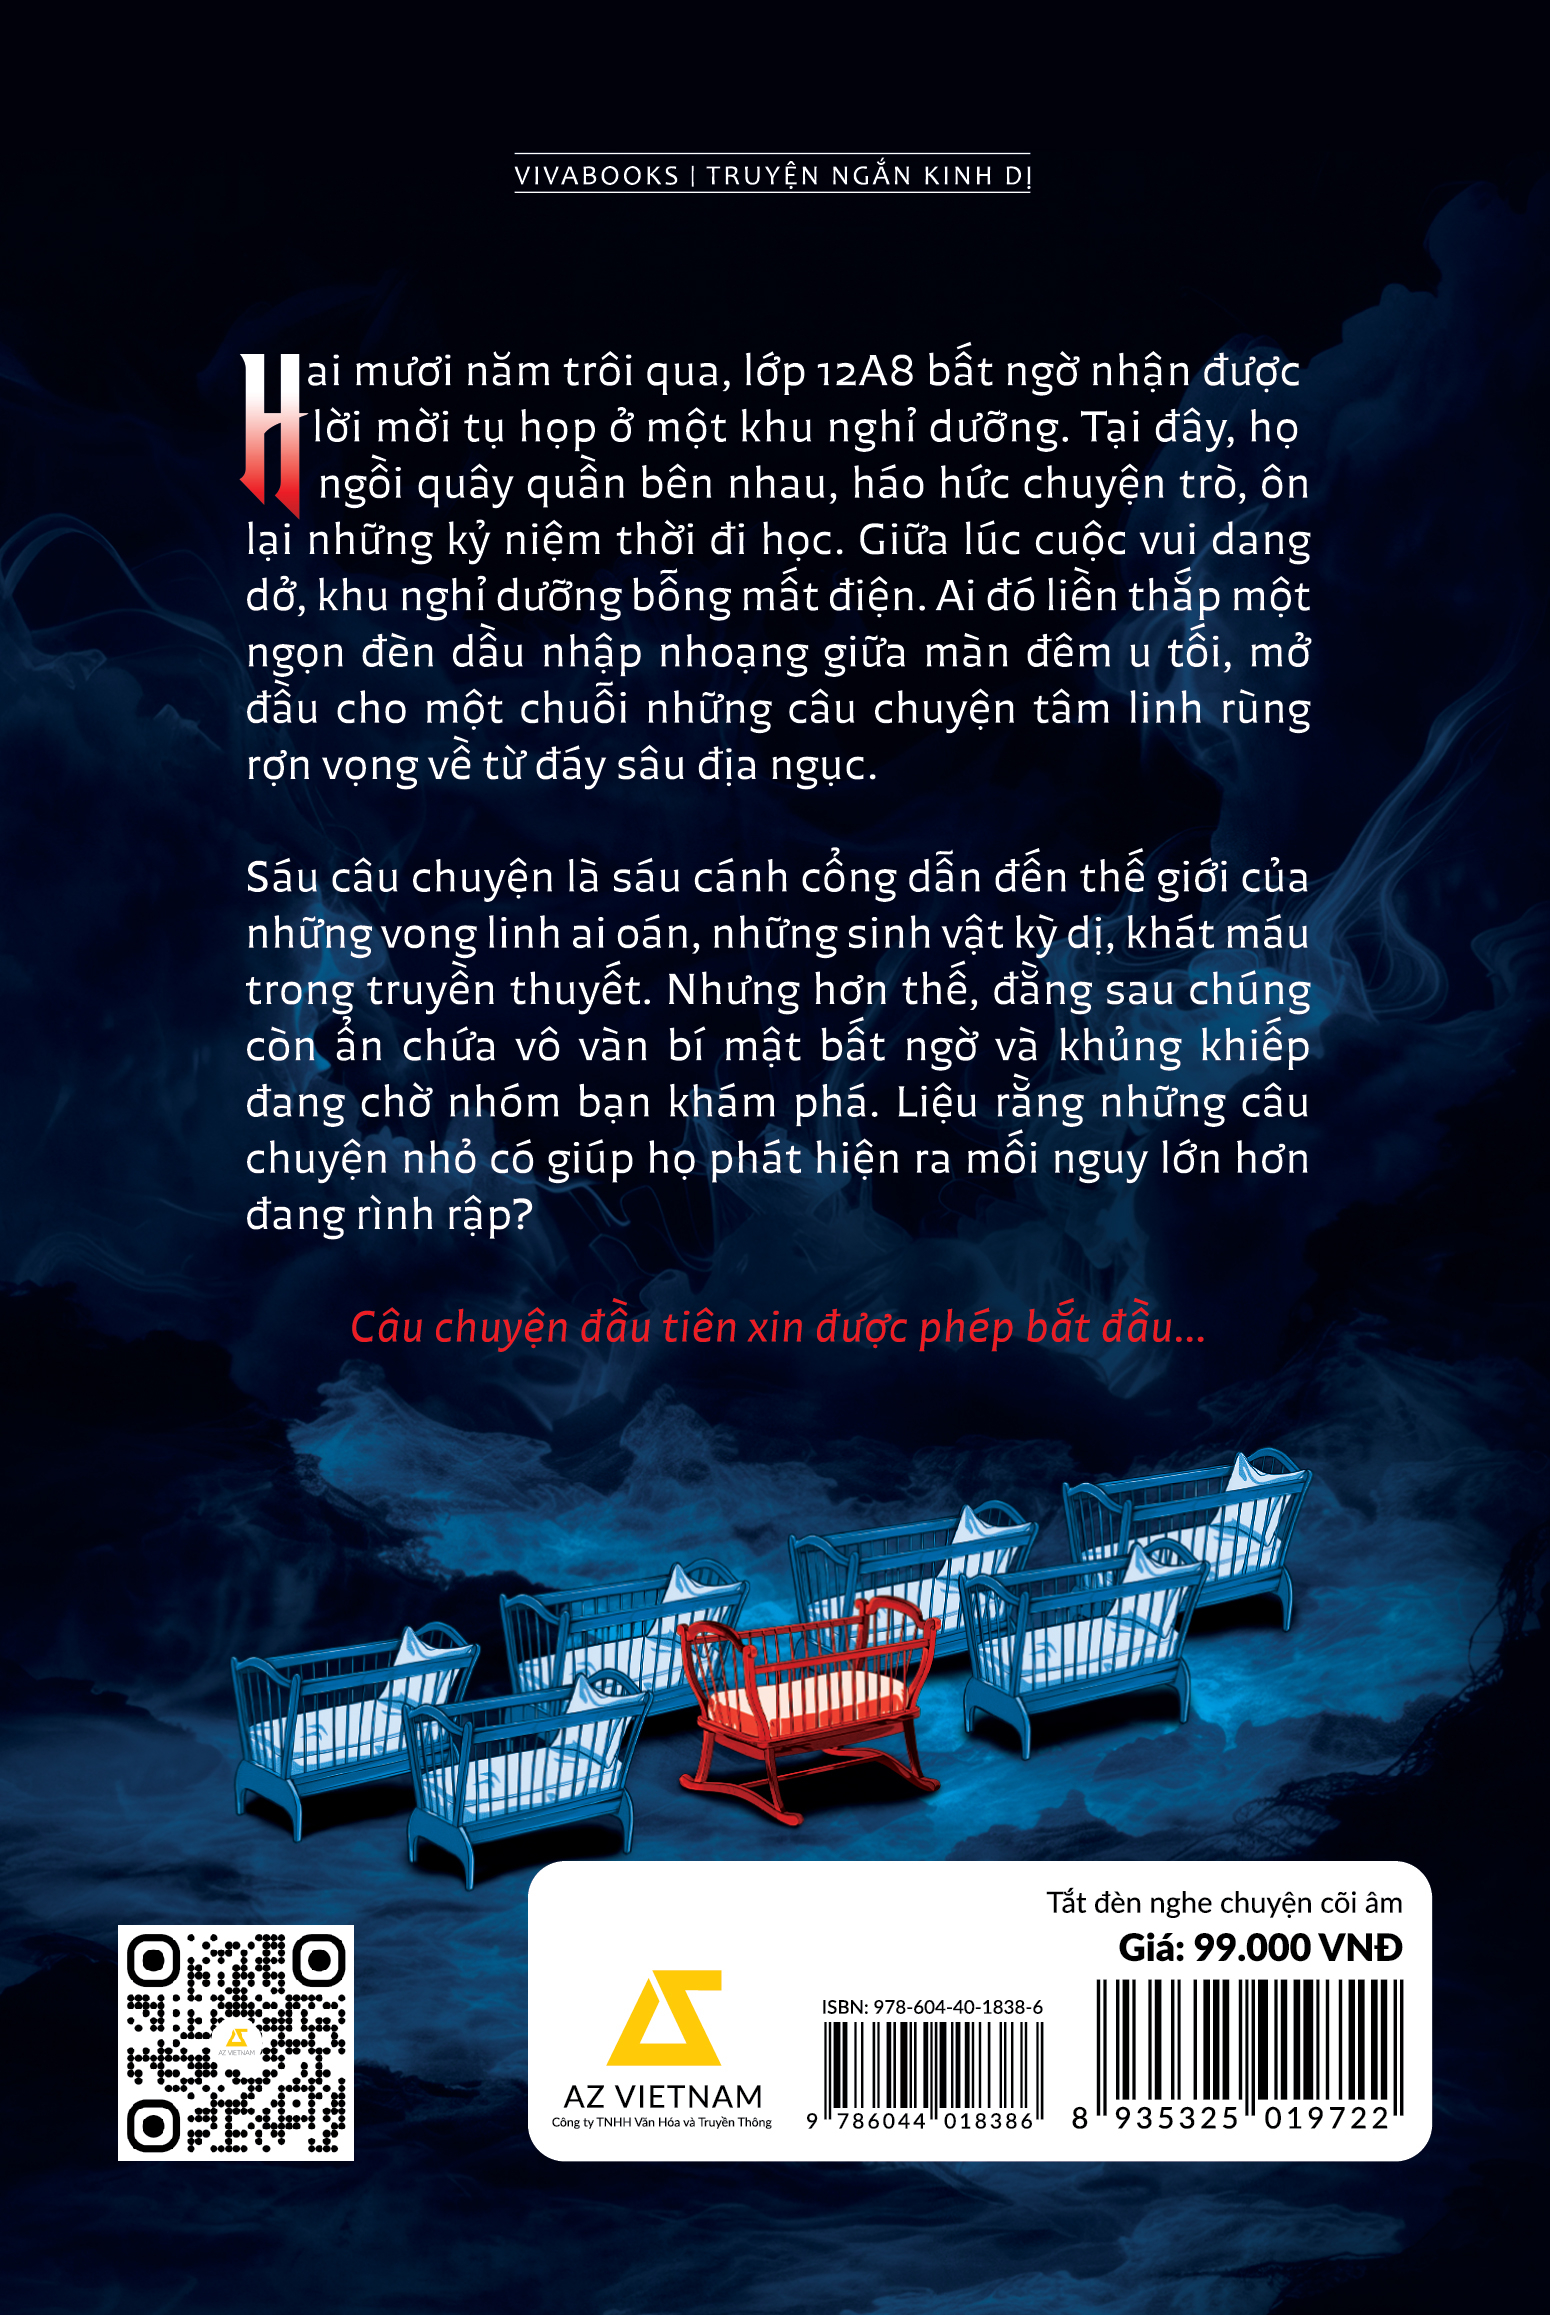 VIVABOOKS | TRUYỆN NGẮN KINH DỊ
Hai mươi năm trôi qua, lớp 12A8 bất ngờ nhận được
lời mời tụ họp ở một khu nghỉ dưỡng. Tại đây, họ
ngồi quây quần bên nhau, háo hức chuyện trò, ôn
lại những kỷ niệm thời đi học. Giữa lúc cuộc vui dang
dở, khu nghỉ dưỡng bỗng mất điện. Ai đó liền thắp một
ngọn đèn dầu nhập nhoạng giữa màn đêm u tối, mở
đầu cho một chuỗi những câu chuyện tâm linh rùng
rợn vọng về từ đáy sâu địa ngục.
Sáu câu chuyện là sáu cánh cổng dẫn đến thế giới của
những vong linh ai oán, những sinh vật kỳ dị, khát máu
trong truyền thuyết. Nhưng hơn thế, đằng sau chúng
còn ẩn chứa vô vàn bí mật bất ngờ và khủng khiếp
đang chờ nhóm bạn khám phá. Liệu rằng những câu
chuyện nhỏ có giúp họ phát hiện ra mối nguy lớn hơn
đang rình rập?
Câu chuyện đầu tiên xin được phép bắt đầu...
AZ VIETNAM
AZ VIETNAM
Công ty TNHH Văn Hóa và Truyền Thông
ISBN: 978-604-40-1838-6
9 786044 018386
Tắt đèn nghe chuyện cõi âm
Giá: 99.000 VNĐ
8 935325 019722